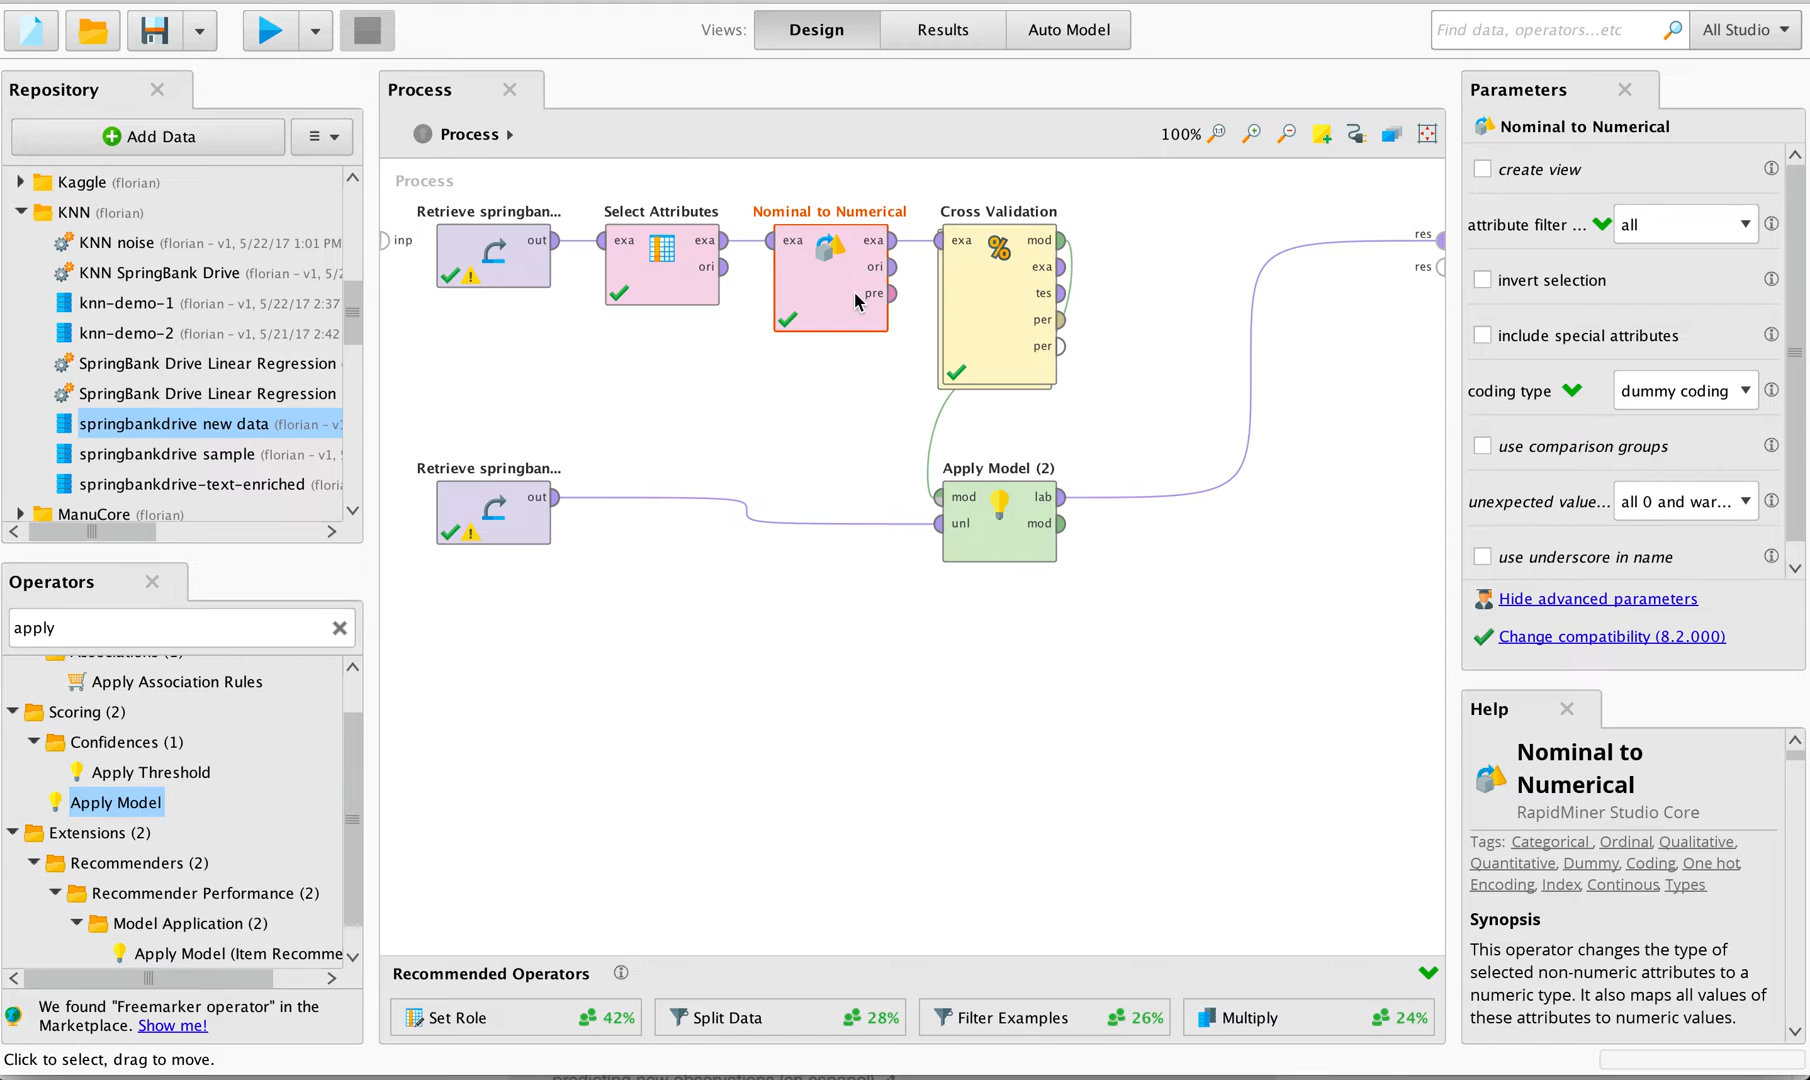 Views: Design Results Auto Model
Find data, operators...etc
All Studio
Repository
Add Data
Kaggle (florian)
KNN (florian)
KNN noise (florian – v1, 5/22/17 1:01 PM
KNN SpringBank Drive (florian – v1, 5/2
knn-demo-1 (florian – v1, 5/22/17 2:37
knn-demo-2 (florian – v1, 5/21/17 2:42
SpringBank Drive Linear Regression
SpringBank Drive Linear Regression
springbankdrive new data (florian – v
springbankdrive sample (florian – v1,
springbankdrive-text-enriched (flori
ManuCore (florian)
Operators
apply
Associations (1)
Apply Association Rules
Scoring (2)
Confidences (1)
Apply Threshold
Apply Model
Extensions (2)
Recommenders (2)
Recommender Performance (2)
Model Application (2)
Apply Model (Item Recomme
We found "Freemarker operator" in the
Marketplace. Show me!
Click to select, drag to move.
Process
Process
100%
Process
inp
Retrieve springban...
out
Select Attributes
exa exa
ori
Nominal to Numerical
exa exa
ori
pre
Cross Validation
exa mod
exa
tes
per
per
res
res
Retrieve springban...
out
Apply Model (2)
mod lab
unl mod
Recommended Operators
Set Role 42%
Split Data 28%
Filter Examples 26%
Multiply 24%
predicting new observations (en español)
Parameters
Nominal to Numerical
create view
attribute filter ... all
invert selection
include special attributes
coding type dummy coding
use comparison groups
unexpected value... all 0 and war...
use underscore in name
Hide advanced parameters
Change compatibility (8.2.000)
Help
Nominal to
Numerical
RapidMiner Studio Core
Tags: Categorical, Ordinal, Qualitative,
Quantitative, Dummy, Coding, One hot,
Encoding, Index, Continous, Types
Synopsis
This operator changes the type of
selected non-numeric attributes to a
numeric type. It also maps all values of
these attributes to numeric values.